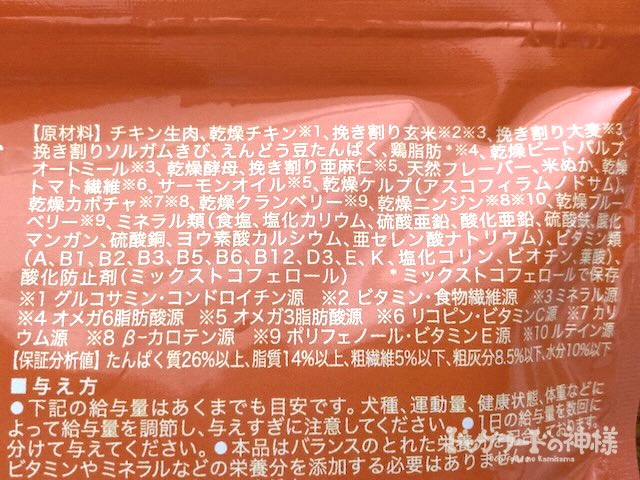 【原材料】チキン生肉、乾燥チキン※1、挽き割り玄米※2※3、挽き割り大麦※3、
挽き割りソルガムきび、えんどう豆たんぱく、鶏脂肪*※4、乾燥ビートパルプ、
オートミール※3、乾燥酵母、挽き割り亜麻仁※5、天然フレーバー、米ぬか、乾燥
トマト繊維※6、サーモンオイル※5、乾燥ケルプ(アスコフィラムノドサム)、
乾燥カボチャ※7※8、乾燥クランベリー※9、乾燥ニンジン※8※10、乾燥ブルー
ベリー※9、ミネラル類(食塩、塩化カリウム、硫酸亜鉛、酸化亜鉛、硫酸鉄、酸化
マンガン、硫酸銅、ヨウ素酸カルシウム、亜セレン酸ナトリウム)、ビタミン類
(A、B1、B2、B3、B5、B6、B12、D3、E、K、塩化コリン、ビオチン、葉酸)、
酸化防止剤(ミックストコフェロール) *ミックストコフェロールで保存
※1 グルコサミン・コンドロイチン源 ※2 ビタミン・食物繊維源 ※3 ミネラル源
※4 オメガ6脂肪酸源 ※5 オメガ3脂肪酸源 ※6 リコピン・ビタミンC源 ※7 カリ
ウム源 ※8 β-カロテン源 ※9 ポリフェノール・ビタミンE源 ※10 ルテイン源
【保証分析値】たんぱく質26%以上、脂質14%以上、粗繊維5%以下、粗灰分8.5%以下、水分10%以下
■与え方
●下記の給与量はあくまでも目安です。犬種、運動量、健康状態、体重などに
よって給与量を調節し、与えすぎに注意してください。●1日の給与量を数回に
分けて与えてください。●本品はバランスのとれた栄養
ビタミンやミネラルなどの栄養分を添加する必要はありま
の神様